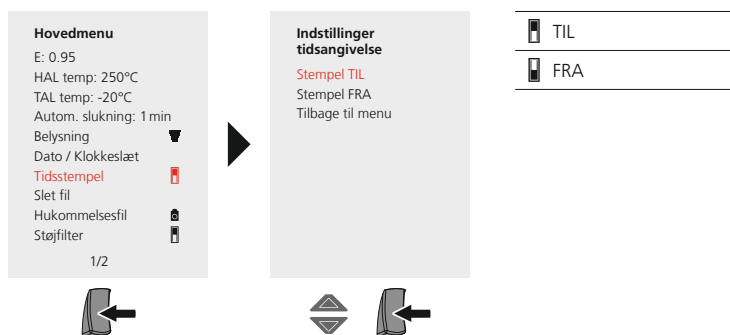 Hovedmenu
E: 0.95
HAL temp: 250°C
TAL temp: -20°C
Autom. slukning: 1 min
Belysning
Dato / Klokkeslæt
Tidsstempel
Slet fil
Hukommelsesfil
Støjfilter
1/2
Indstillinger
tidsangivelse
Stempel TIL
Stempel FRA
Tilbage til menu
TIL
FRA